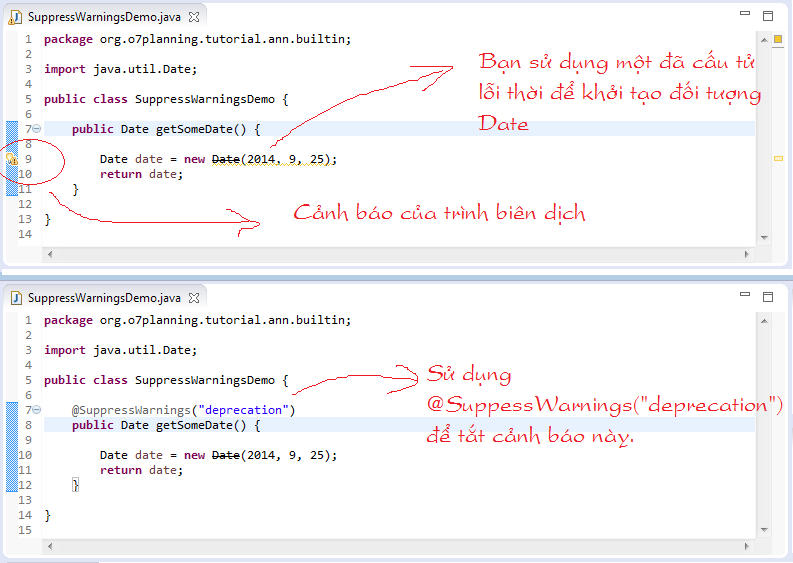 SuppressWarningsDemo.java
1 package org.o7planning.tutorial.ann.builtin;
2
3 import java.util.Date;
4
5 public class SuppressWarningsDemo {
6
7 public Date getSomeDate() {
8
9 Date date = new Date(2014, 9, 25);
10 return date;
11 }
12
13 }
14
Bạn sử dụng một đã cấu tử
lỗi thời để khởi tạo đối tượng
Date
Cảnh báo của trình biên dịch
SuppressWarningsDemo.java
1 package org.o7planning.tutorial.ann.builtin;
2
3 import java.util.Date;
4
5 public class SuppressWarningsDemo {
6
7 @SuppressWarnings("deprecation")
8 public Date getSomeDate() {
9
10 Date date = new Date(2014, 9, 25);
11 return date;
12 }
13
14 }
15
Sử dụng
@SuppessWarnings("deprecation")
để tắt cảnh báo này.